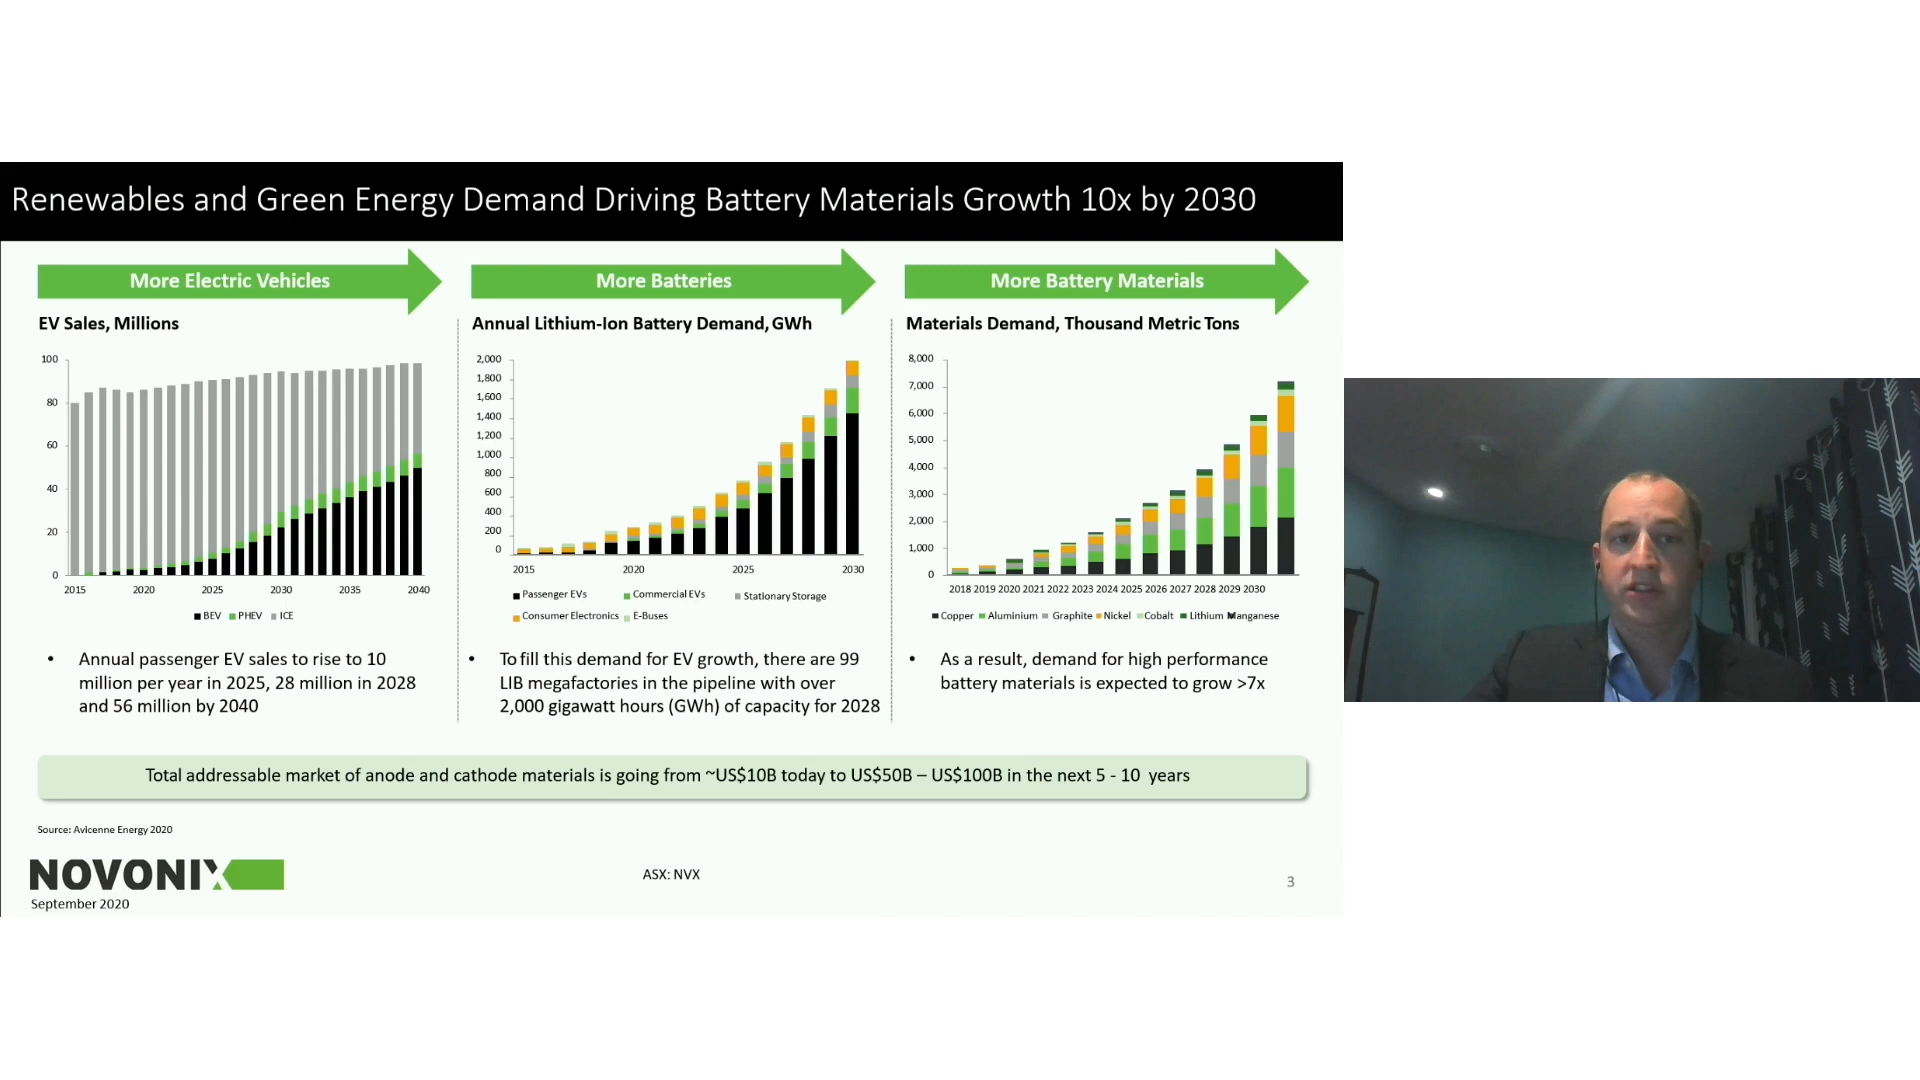 Renewables and Green Energy Demand Driving Battery Materials Growth 10x by 2030
More Electric Vehicles
EV Sales, Millions
100
80
60
40
20
0
2015 2020 2025 2030 2035 2040
BEV PHEV ICE
• Annual passenger EV sales to rise to 10
million per year in 2025, 28 million in 2028
and 56 million by 2040
More Batteries
Annual Lithium-Ion Battery Demand, GWh
2,000
1,800
1,600
1,400
1,200
1,000
800
600
400
200
0
2015 2020 2025 2030
Passenger EVs Commercial EVs Stationary Storage
Consumer Electronics E-Buses
• To fill this demand for EV growth, there are 99
LIB megafactories in the pipeline with over
2,000 gigawatt hours (GWh) of capacity for 2028
More Battery Materials
Materials Demand, Thousand Metric Tons
8,000
7,000
6,000
5,000
4,000
3,000
2,000
1,000
0
2018 2019 2020 2021 2022 2023 2024 2025 2026 2027 2028 2029 2030
Copper Aluminium Graphite Nickel Cobalt Lithium Manganese
• As a result, demand for high performance
battery materials is expected to grow >7x
Total addressable market of anode and cathode materials is going from ~US$10B today to US$50B – US$100B in the next 5 - 10 years
Source: Avicenne Energy 2020
NOVONIX
September 2020
ASX: NVX
3